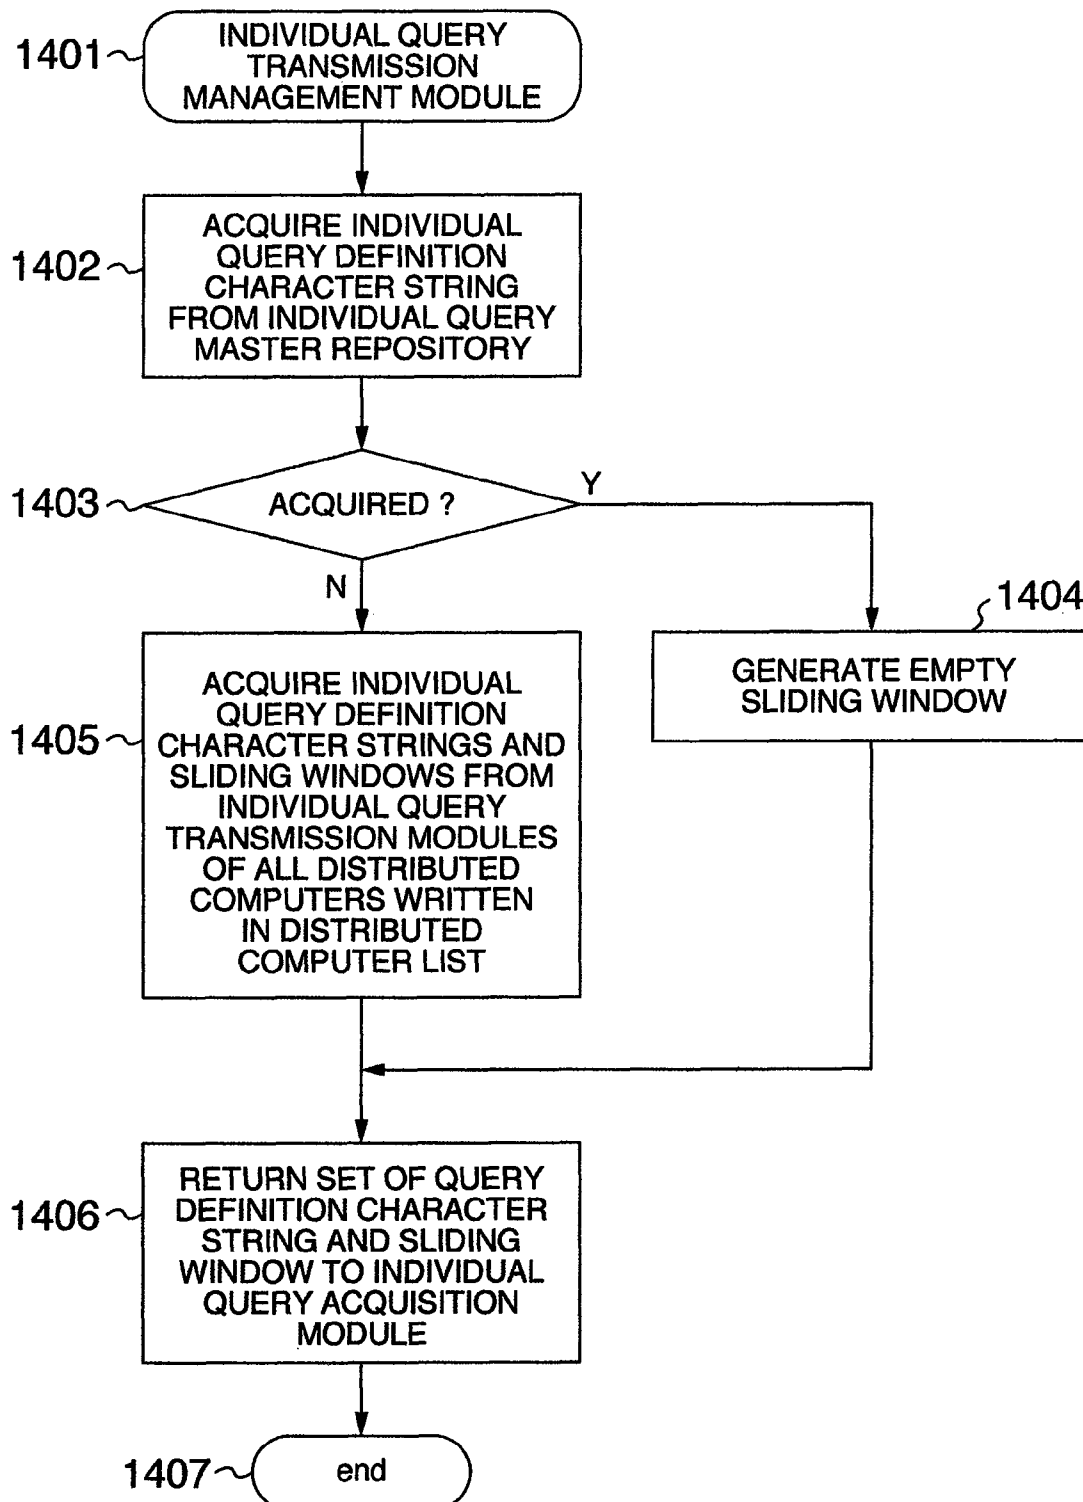 1401
INDIVIDUAL QUERY
TRANSMISSION
MANAGEMENT MODULE
1402
ACQUIRE INDIVIDUAL
QUERY DEFINITION
CHARACTER STRING
FROM INDIVIDUAL QUERY
MASTER REPOSITORY
1403
ACQUIRED ?
Y
N
1404
GENERATE EMPTY
SLIDING WINDOW
1405
ACQUIRE INDIVIDUAL
QUERY DEFINITION
CHARACTER STRINGS AND
SLIDING WINDOWS FROM
INDIVIDUAL QUERY
TRANSMISSION MODULES
OF ALL DISTRIBUTED
COMPUTERS WRITTEN
IN DISTRIBUTED
COMPUTER LIST
1406
RETURN SET OF QUERY
DEFINITION CHARACTER
STRING AND SLIDING
WINDOW TO INDIVIDUAL
QUERY ACQUISITION
MODULE
1407
end